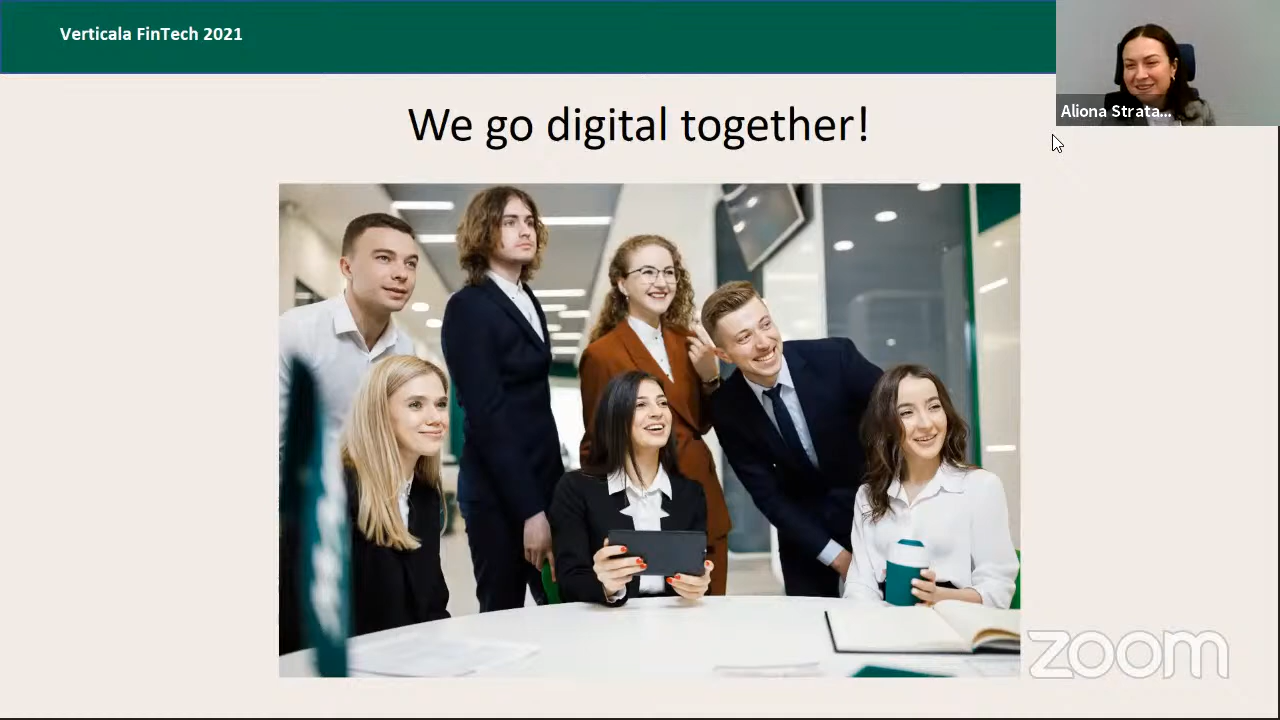 Verticala FinTech 2021
Aliona Strata...
We go digital together!
zoom